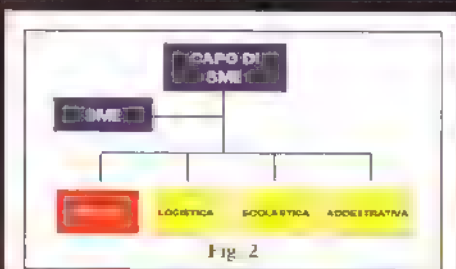 CAPO DI
SME
SME
LOGISTICA SCOLASTICA ADDESTRATIVA
Fig. 2